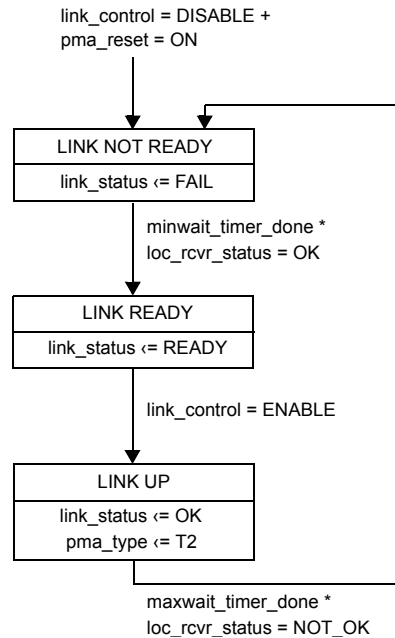 link_control = DISABLE +
pma_reset = ON
LINK NOT READY
link_status ‹= FAIL
minwait_timer_done *
loc_rcvr_status = OK
LINK READY
link_status ‹= READY
link_control = ENABLE
LINK UP
link_status ‹= OK
pma_type ‹= T2
maxwait_timer_done *
loc_rcvr_status = NOT_OK